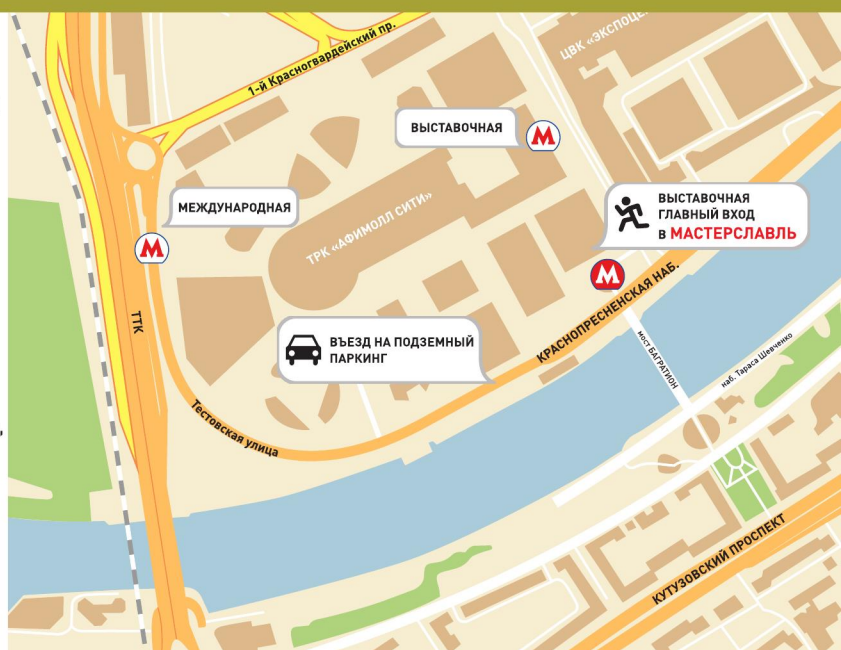 1-й Красногвардейский пр.
ЦВК «ЭКСПОЦЕ
ВЫСТАВОЧНАЯ
М
МЕЖДУНАРОДНАЯ
М
ТРК «АФИМОЛЛ СИТИ»
ВЫСТАВОЧНАЯ
ГЛАВНЫЙ ВХОД
в МАСТЕРСЛАВЛЬ
М
КРАСНОПРЕСНЕНСКАЯ НАБ.
ТТК
ВЪЕЗД НА ПОДЗЕМНЫЙ
ПАРКИНГ
мост БАГРАТИОН
наб. Тараса Шевченко
Тестовская улица
КУТУЗОВСКИЙ ПРОСПЕКТ